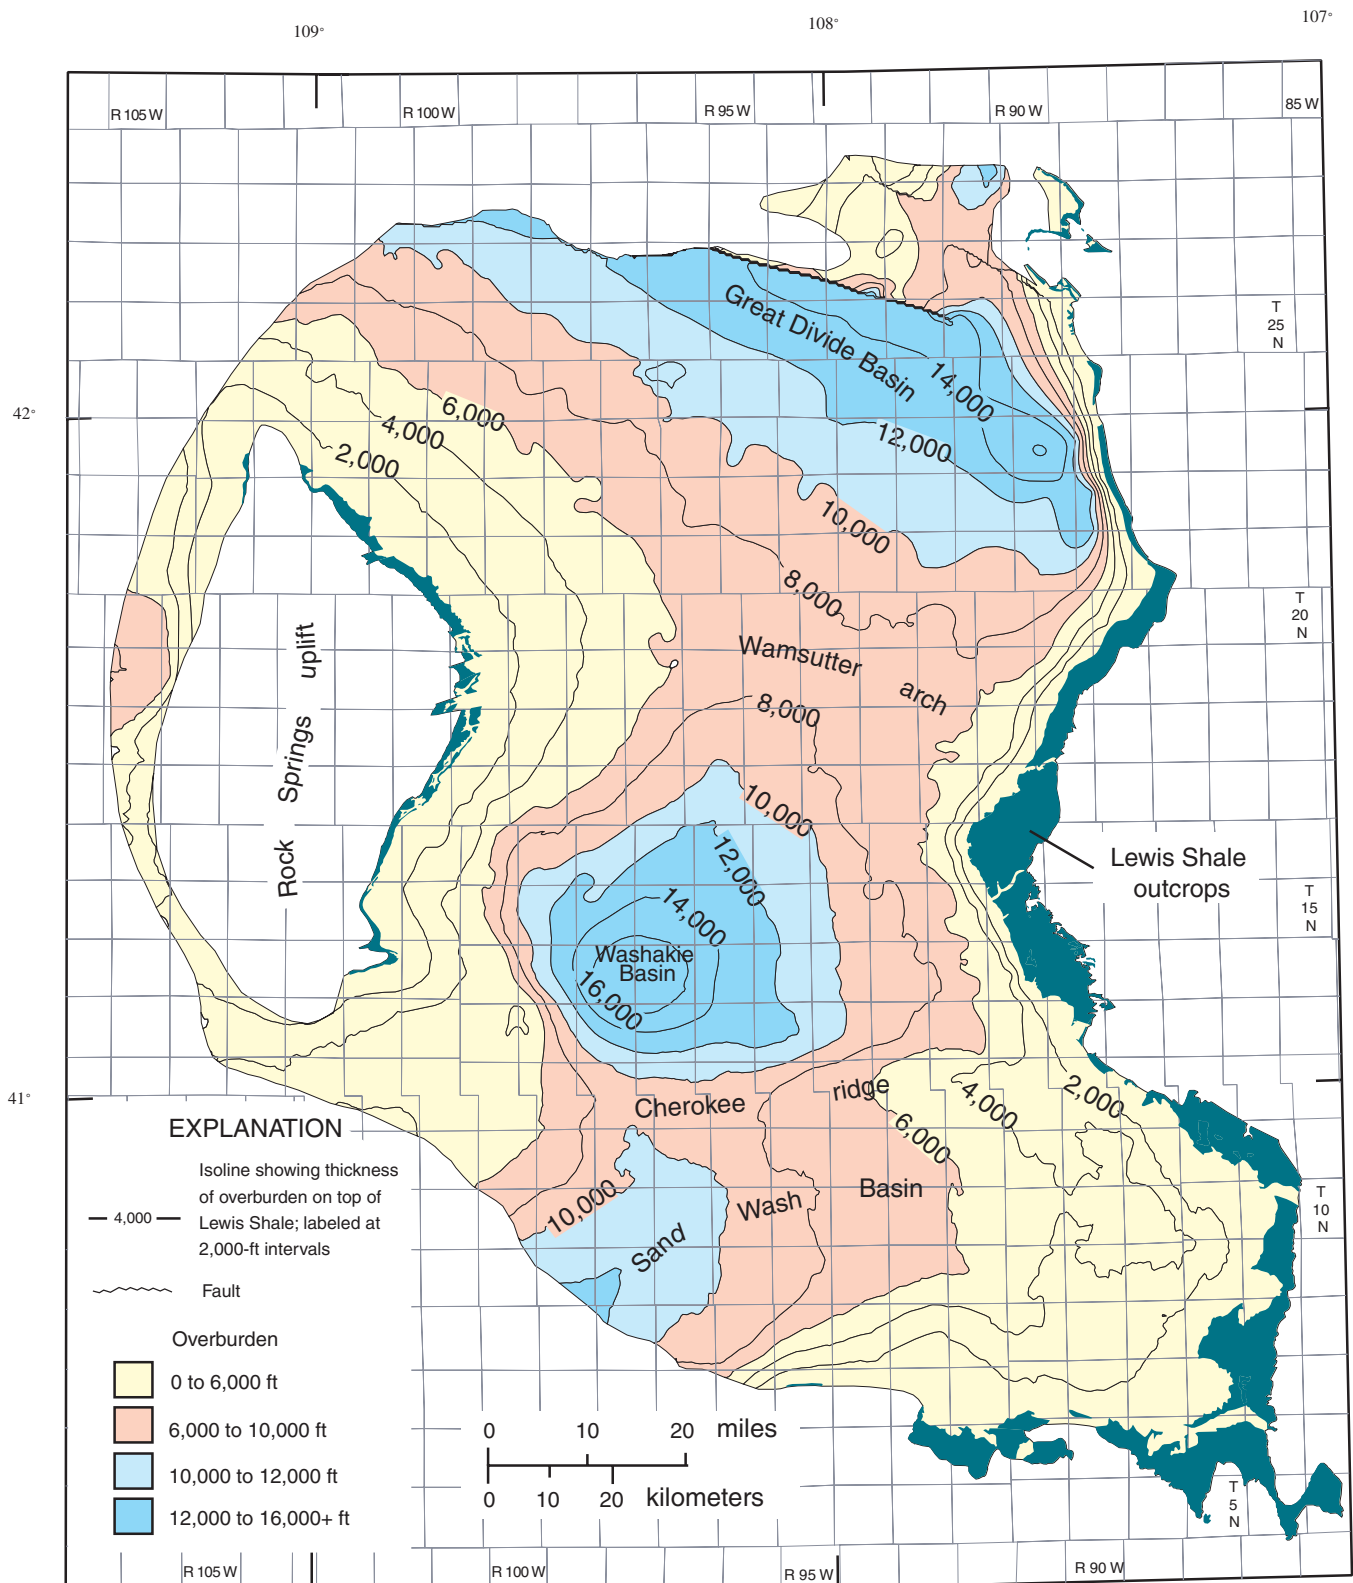 109°
108°
107°
R 105 W
R 100 W
R 95 W
R 90 W
85 W
T
25
N
Great Divide Basin
14,000
12,000
42°
6,000
4,000
2,000
10,000
8,000
T
20
N
Wamsutter
arch
8,000
Rock Springs uplift
10,000
12,000
Lewis Shale
outcrops
14,000
T
15
N
Washakie
Basin
16,000
41°
Cherokee
ridge
4,000
2,000
6,000
10,000
Sand
Wash
Basin
T
10
N
EXPLANATION
Isoline showing thickness
of overburden on top of
4,000 Lewis Shale; labeled at
2,000-ft intervals
Fault
Overburden
0 to 6,000 ft
6,000 to 10,000 ft
10,000 to 12,000 ft
12,000 to 16,000+ ft
0 10 20 miles
0 10 20 kilometers
T
5
N
R 105 W
R 100 W
R 95 W
R 90 W